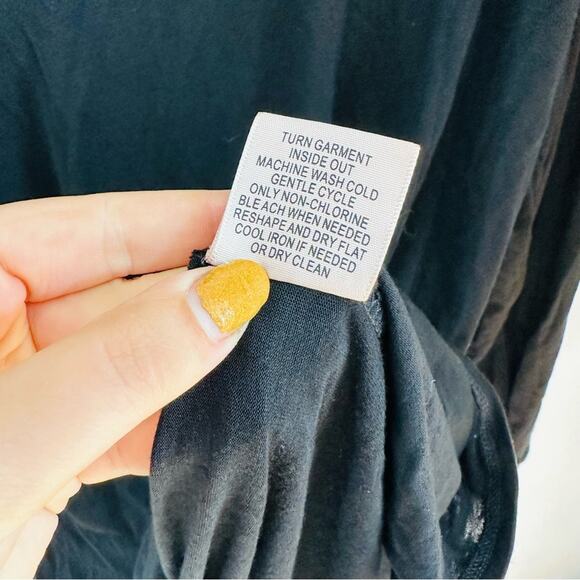 TURN GARMENT
INSIDE OUT
MACHINE WASH COLD
GENTLE CYCLE
ONLY NON-CHLORINE
BLEACH WHEN NEEDED
RESHAPE AND DRY FLAT
COOL IRON IF NEEDED
OR DRY CLEAN